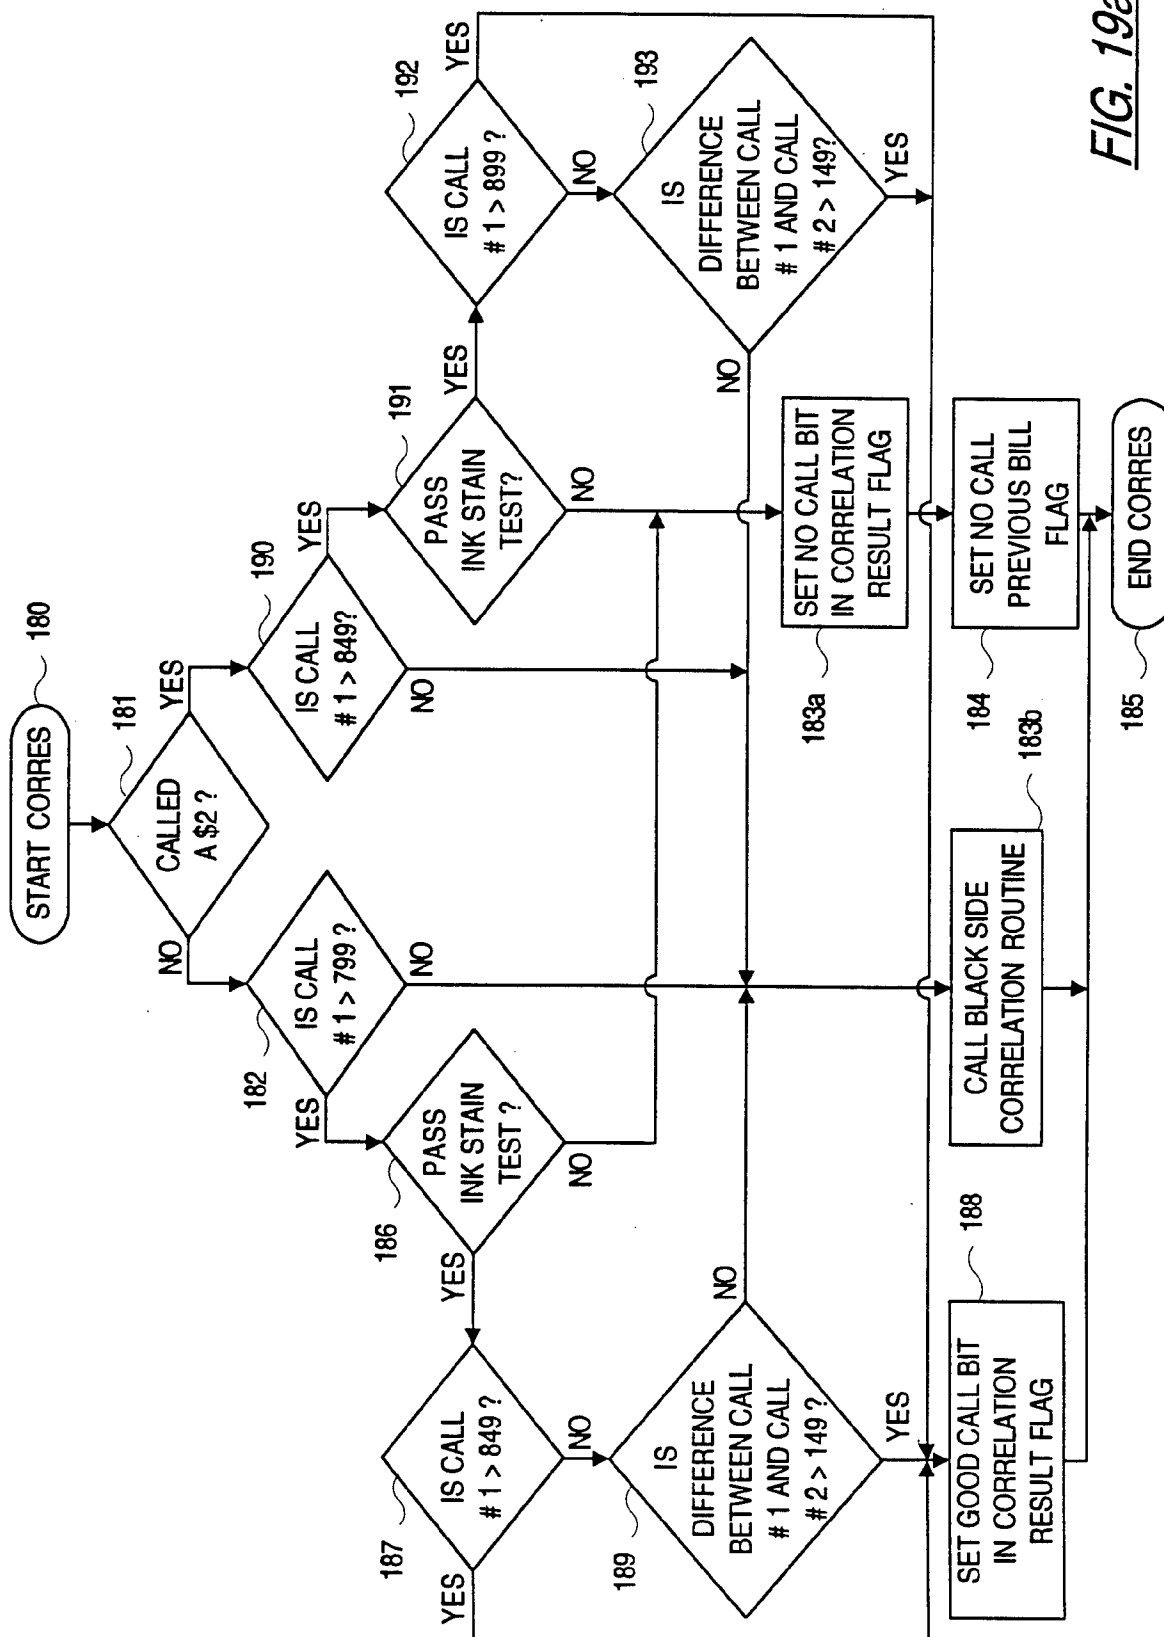 START CORRES
180
CALLED
A $2 ?
181
NO
YES
IS CALL
# 1 > 799 ?
182
YES
NO
IS CALL
# 1 > 849?
190
YES
NO
PASS
INK STAIN
TEST ?
186
YES
NO
PASS
INK STAIN
TEST?
191
YES
NO
IS CALL
# 1 > 849 ?
187
YES
NO
IS CALL
# 1 > 899 ?
192
YES
NO
IS
DIFFERENCE
BETWEEN CALL
# 1 AND CALL
# 2 > 149 ?
189
NO
YES
IS
DIFFERENCE
BETWEEN CALL
# 1 AND CALL
# 2 > 149?
193
NO
YES
SET NO CALL BIT
IN CORRELATION
RESULT FLAG
183a
SET GOOD CALL BIT
IN CORRELATION
RESULT FLAG
188
CALL BLACK SIDE
CORRELATION ROUTINE
183b
SET NO CALL
PREVIOUS BILL
FLAG
184
END CORRES
185
FIG. 19a